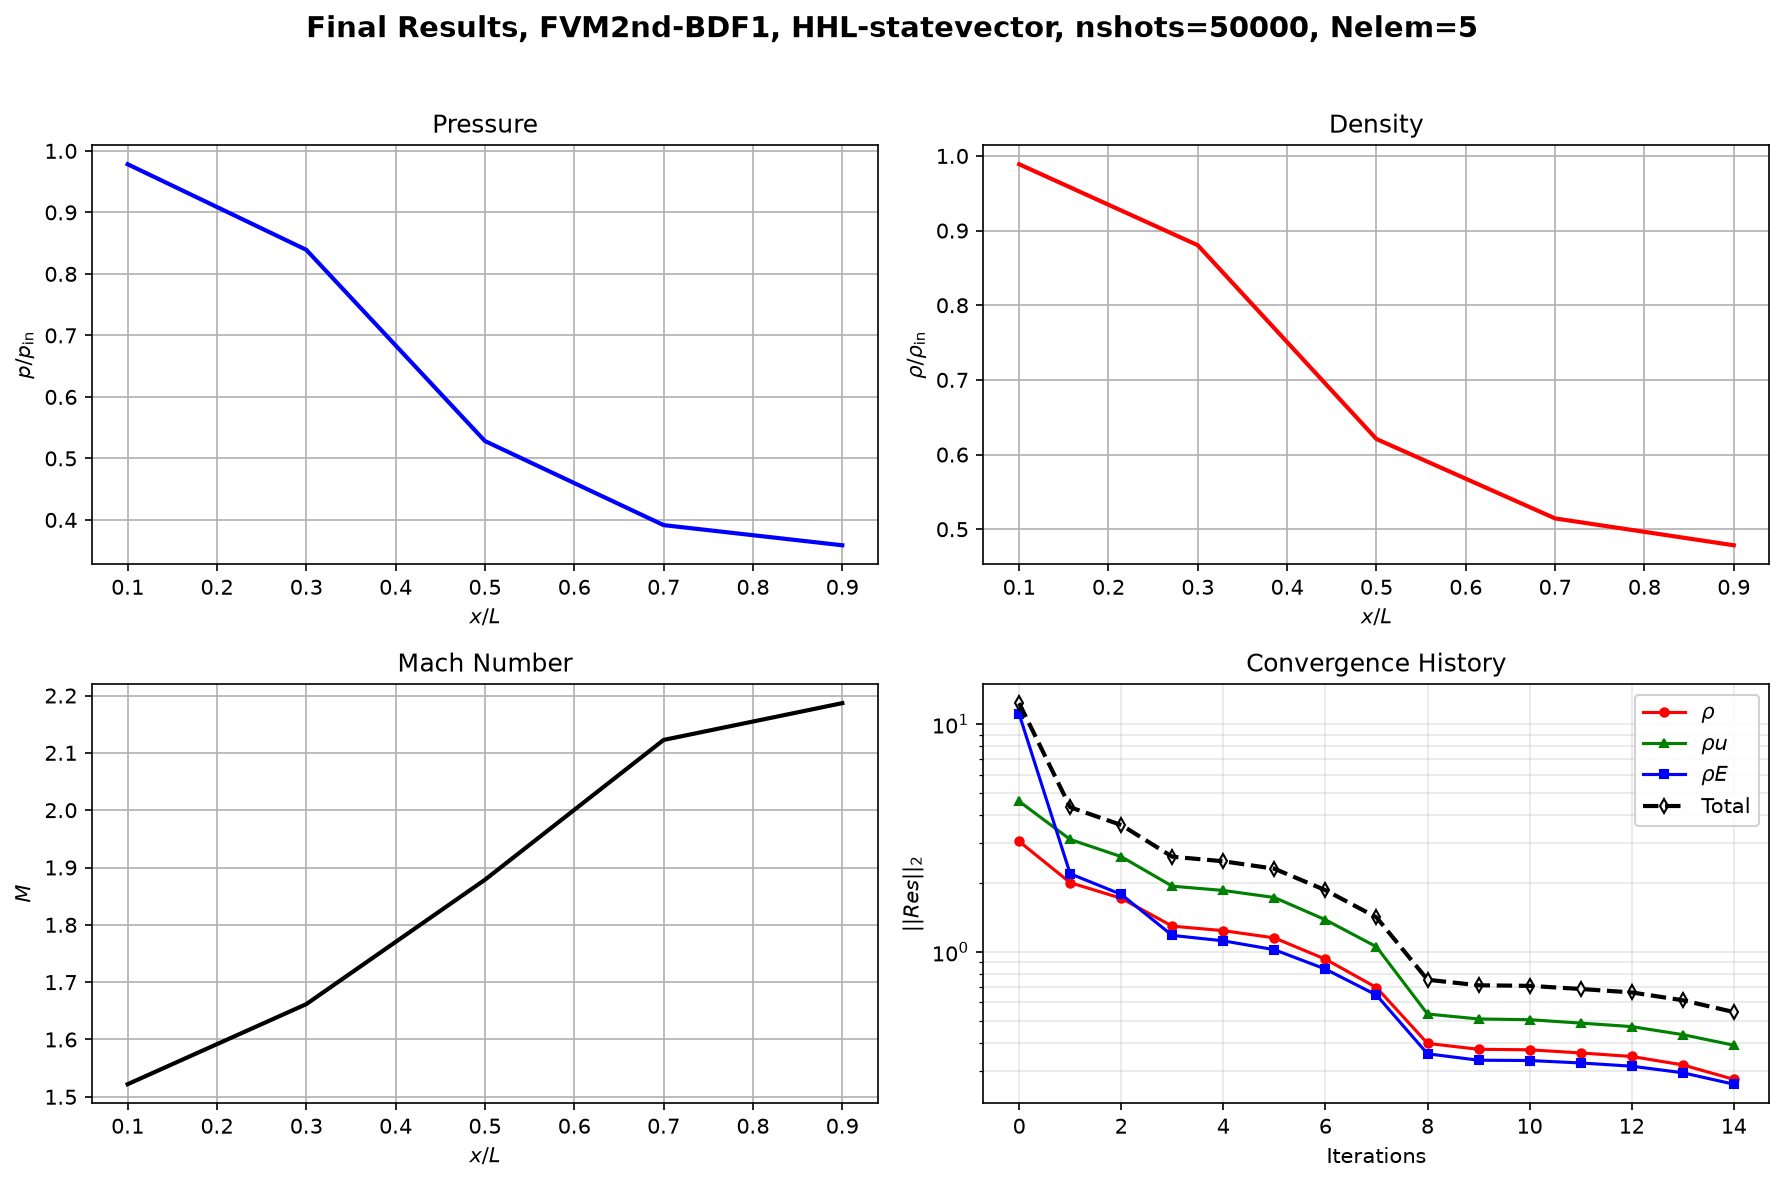 Final Results, FVM2nd-BDF1, HHL-statevector, nshots=50000, Nelem=5
Pressure
p/p_in
1.0
0.9
0.8
0.7
0.6
0.5
0.4
0.1 0.2 0.3 0.4 0.5 0.6 0.7 0.8 0.9
x/L
Density
ρ/ρ_in
1.0
0.9
0.8
0.7
0.6
0.5
0.1 0.2 0.3 0.4 0.5 0.6 0.7 0.8 0.9
x/L
Mach Number
M
2.2
2.1
2.0
1.9
1.8
1.7
1.6
1.5
0.1 0.2 0.3 0.4 0.5 0.6 0.7 0.8 0.9
x/L
Convergence History
||Res||₂
10¹
10⁰
ρ
ρu
ρE
Total
0 2 4 6 8 10 12 14
Iterations